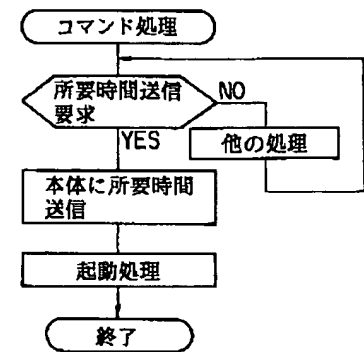 コマンド処理
所要時間送信
要求
NO
YES
他の処理
本体に所要時間
送信
起動処理
終了